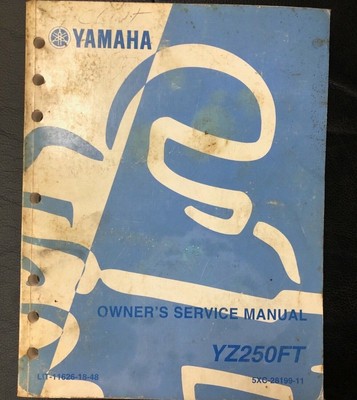 YAMAHA
OWNER'S SERVICE MANUAL
YZ250FT
LIT-11626-18-48
5XC-28199-11